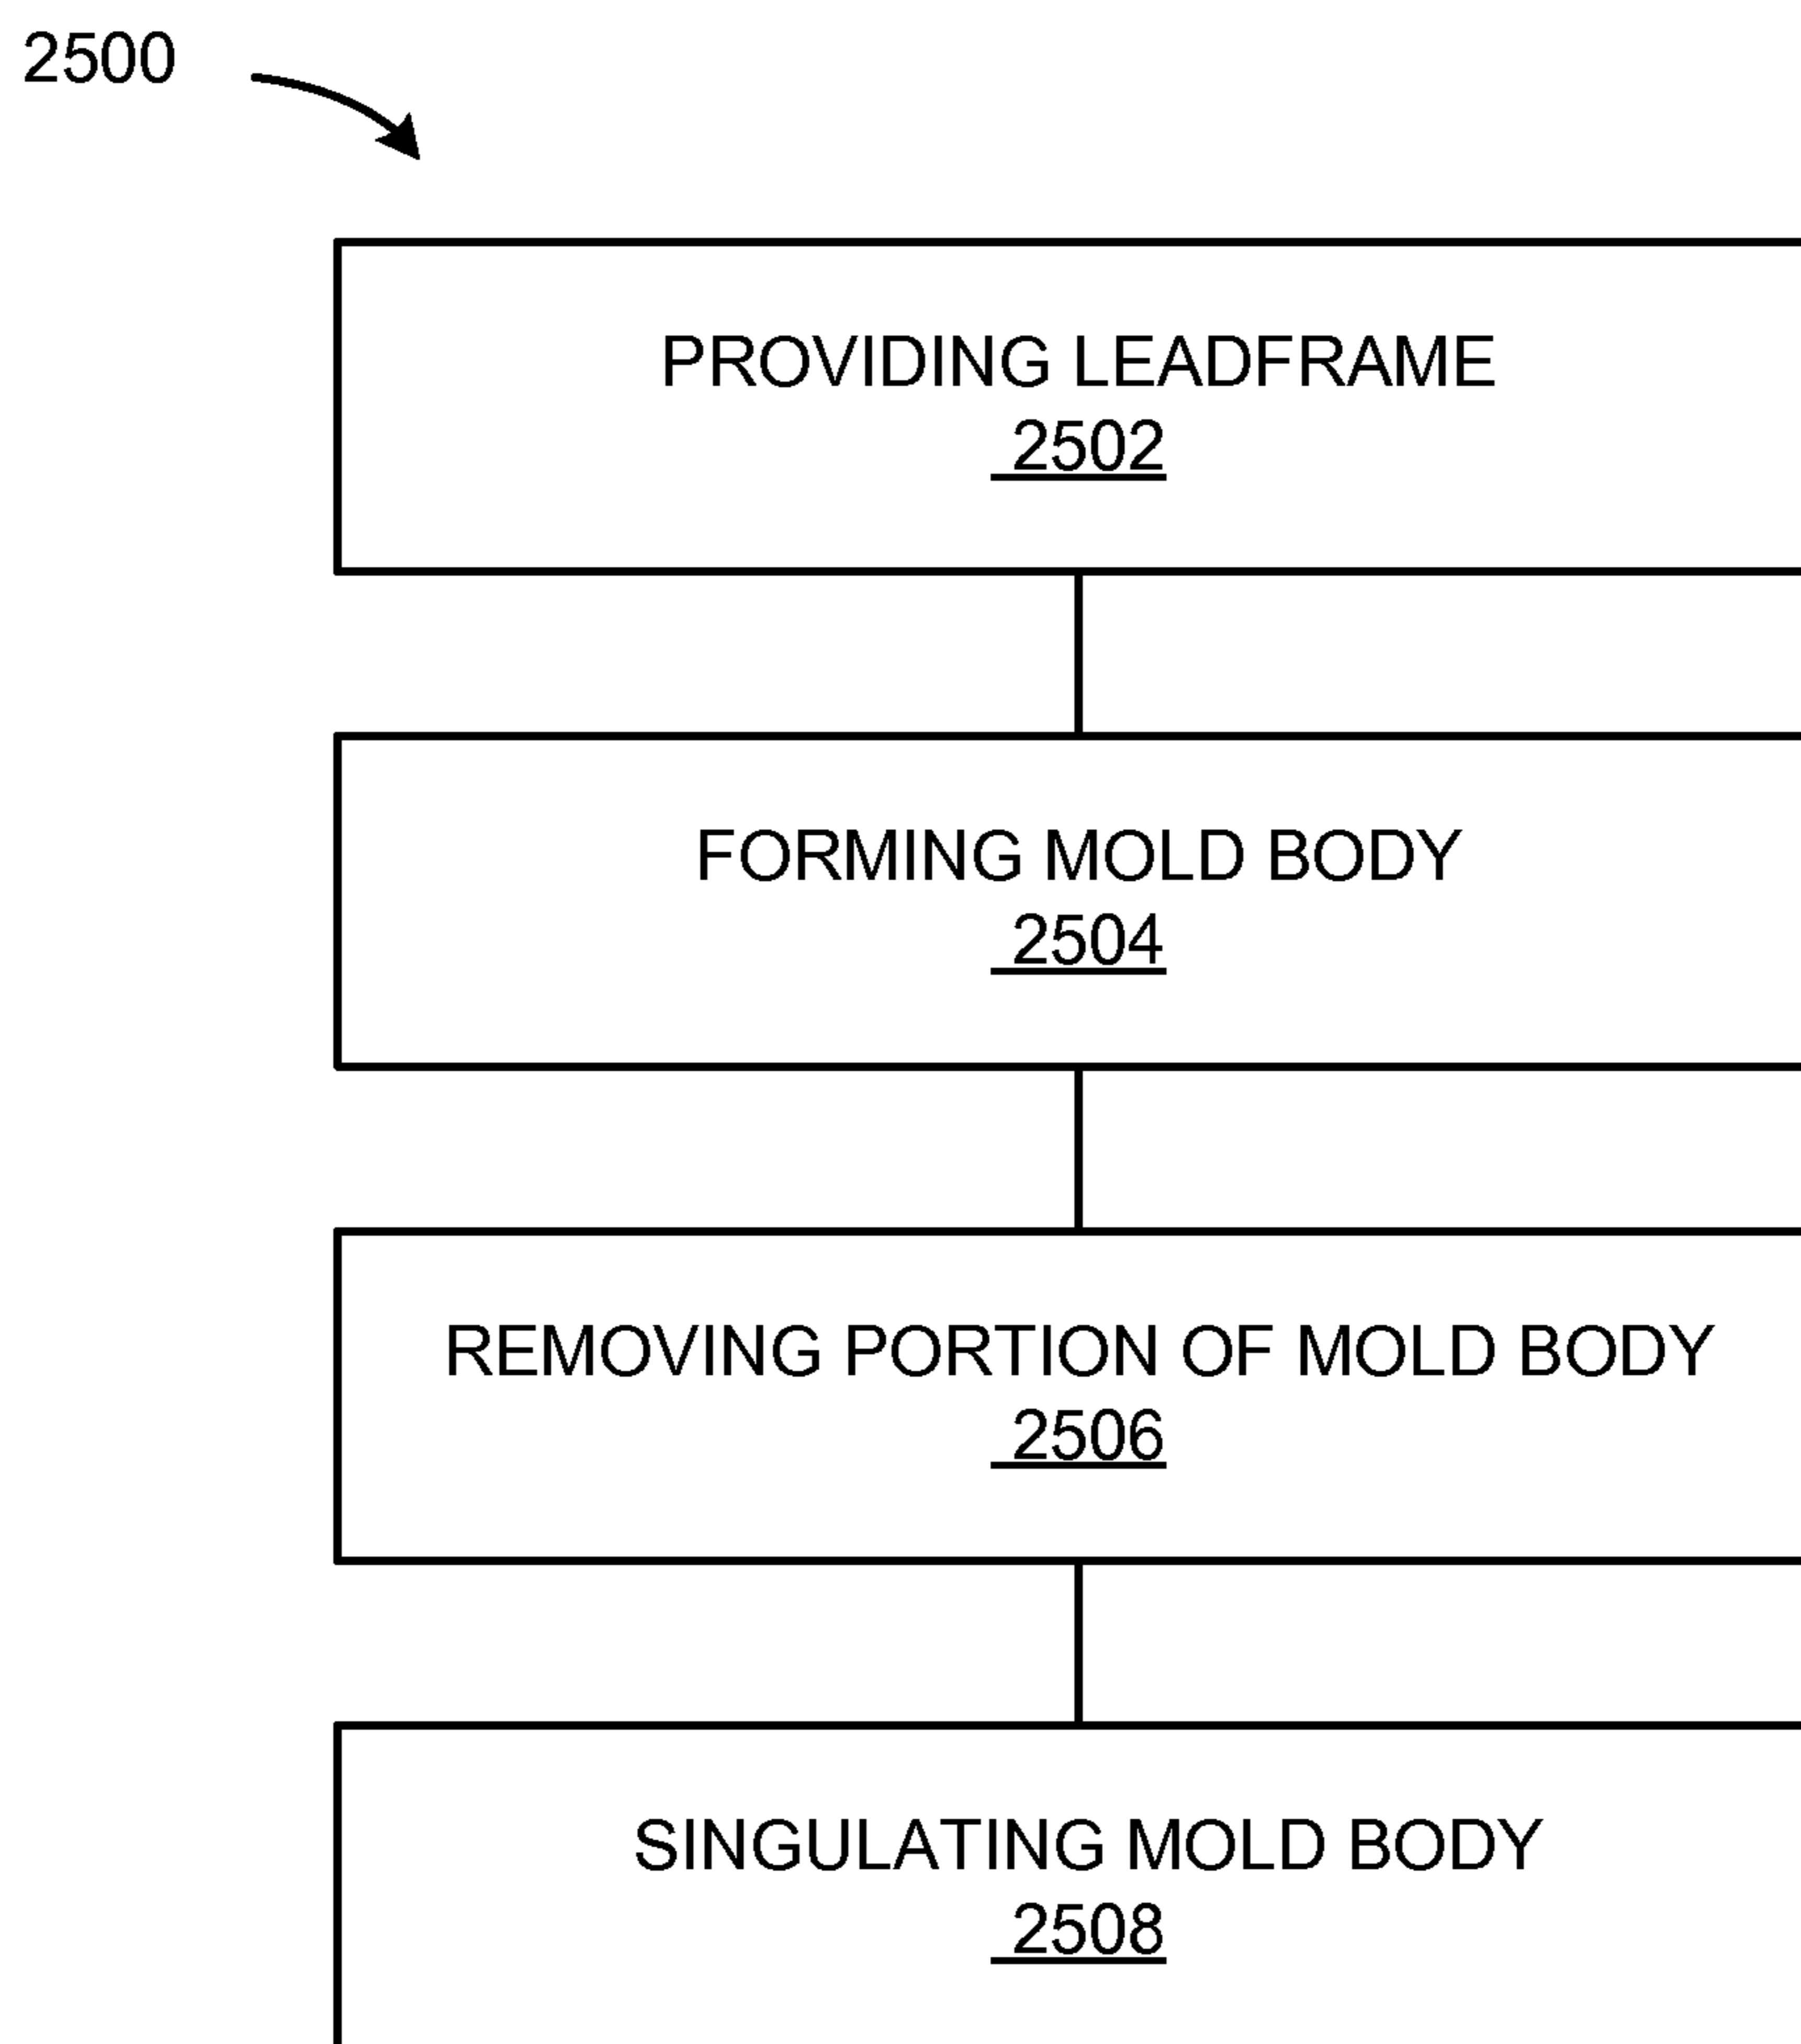 2500
PROVIDING LEADFRAME
2502
FORMING MOLD BODY
2504
REMOVING PORTION OF MOLD BODY
2506
SINGULATING MOLD BODY
2508